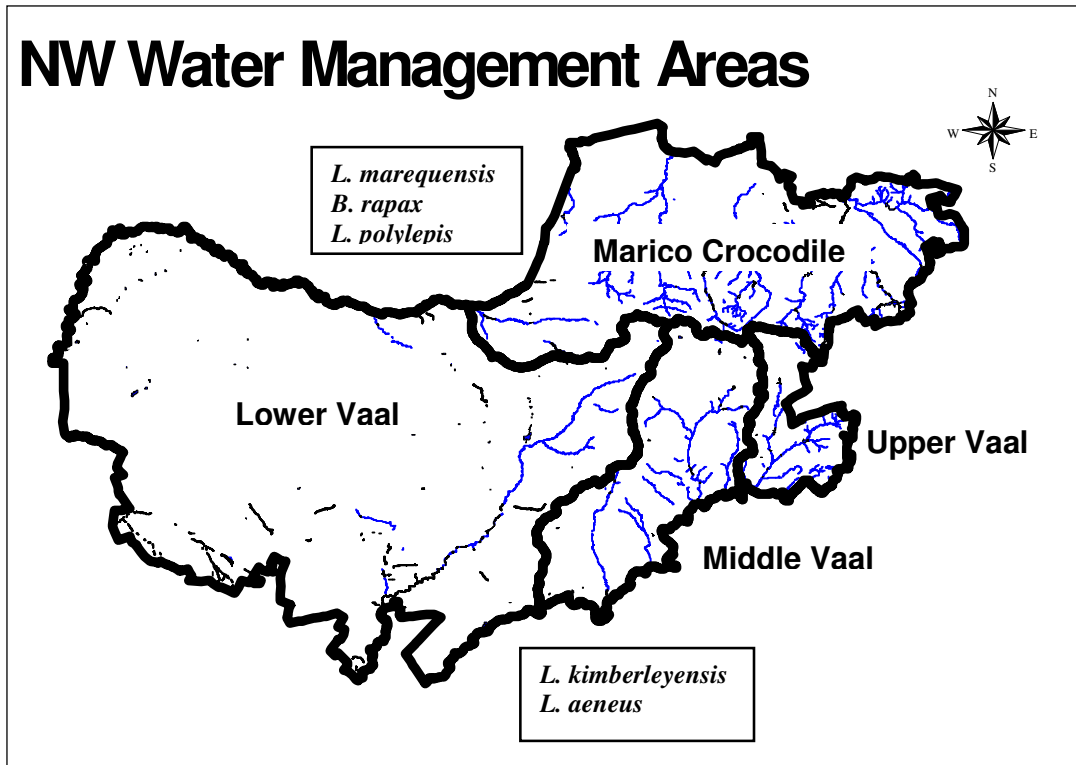 NW Water Management Areas
N
W E
S
L. marequensis
B. rapax
L. polylepis
Marico Crocodile
Lower Vaal
Upper Vaal
Middle Vaal
L. kimberleyensis
L. aeneus